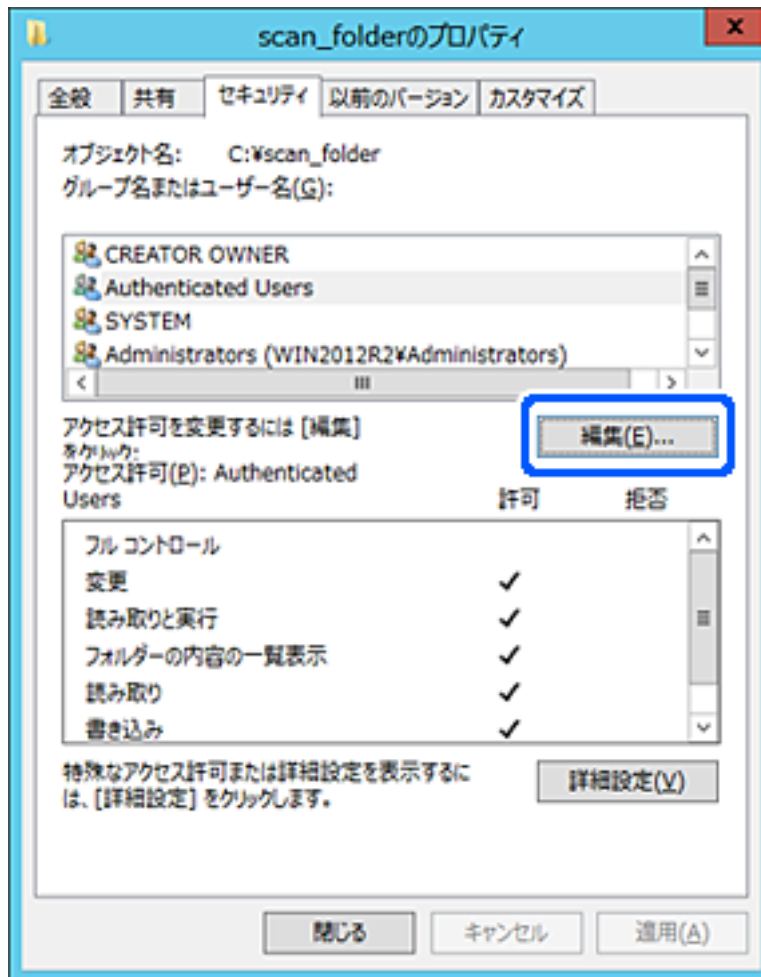 scan_folderのプロパティ
x
全般 共有 セキュリティ 以前のバージョン カスタマイズ
オブジェクト名: C:¥scan_folder
グループ名またはユーザー名(G):
CREATOR OWNER
Authenticated Users
SYSTEM
Administrators (WIN2012R2¥Administrators)
アクセス許可を変更するには [編集]
をクリック:
編集(E)...
アクセス許可(P): Authenticated
Users 許可 拒否
フル コントロール
変更
読み取りと実行
フォルダーの内容の一覧表示
読み取り
書き込み
特殊なアクセス許可または詳細設定を表示するに
は、[詳細設定] をクリックします。
詳細設定(V)
閉じる キャンセル 適用(A)